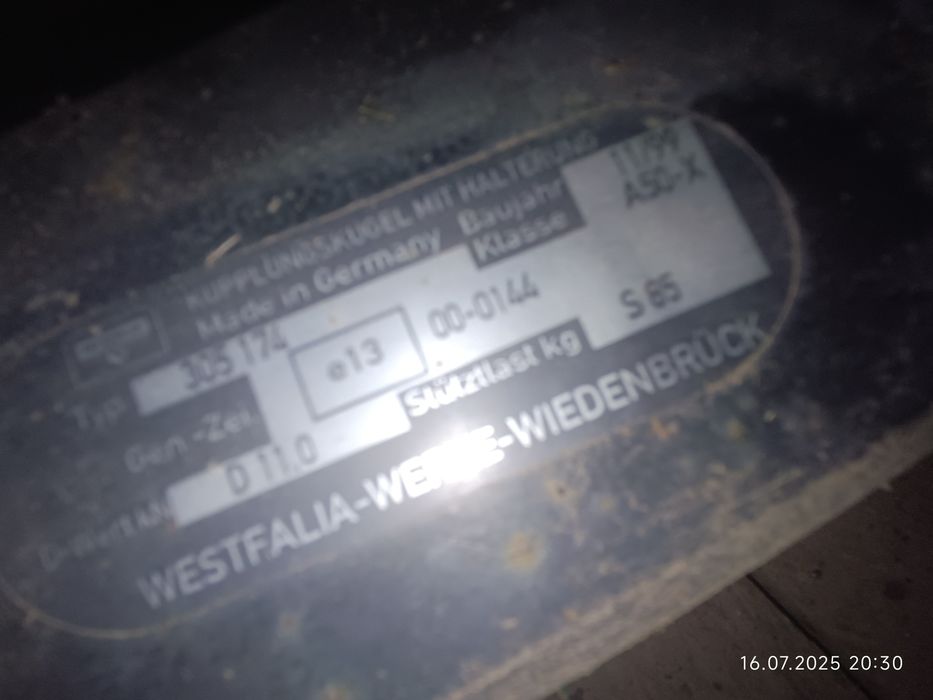 KUPPLUNGSKUGEL MIT HALTERUNG
Made in Germany Baujahr 11/99
Klasse A50-X
Typ 305 174
e13 00-0144
Gen.-Zei.
D 11,0 Stützlast kg S 85
WESTFALIA-WERKE-WIEDENBRÜCK
16.07.2025 20:30